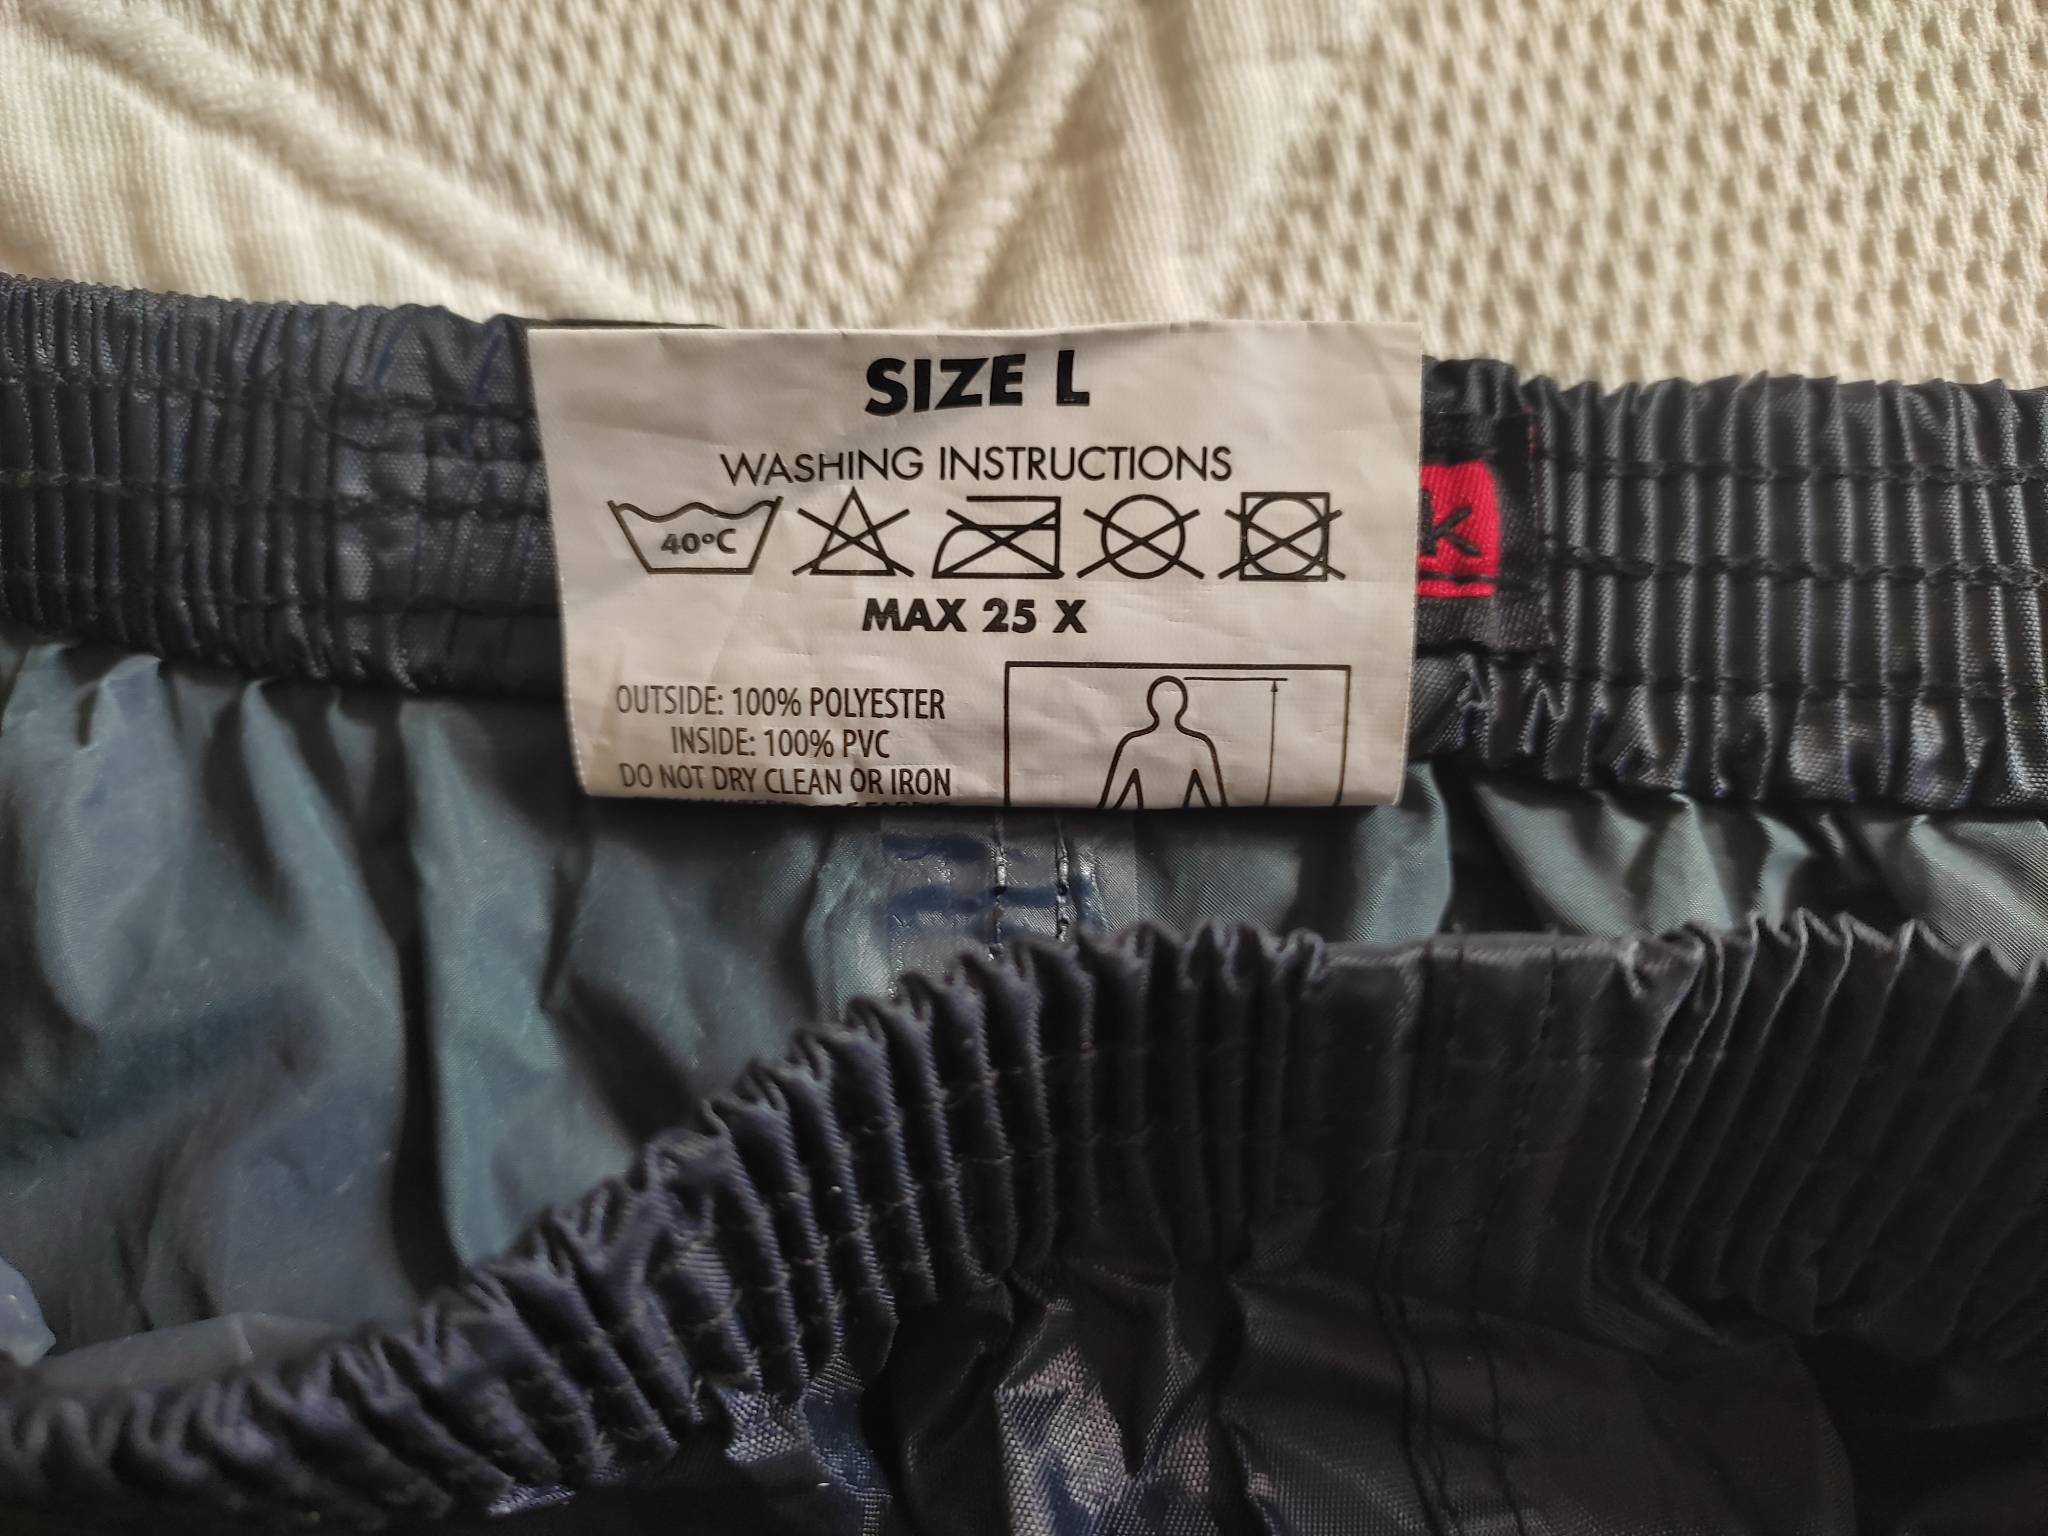 SIZE L
WASHING INSTRUCTIONS
40°C
MAX 25 X
OUTSIDE: 100% POLYESTER
INSIDE: 100% PVC
DO NOT DRY CLEAN OR IRON